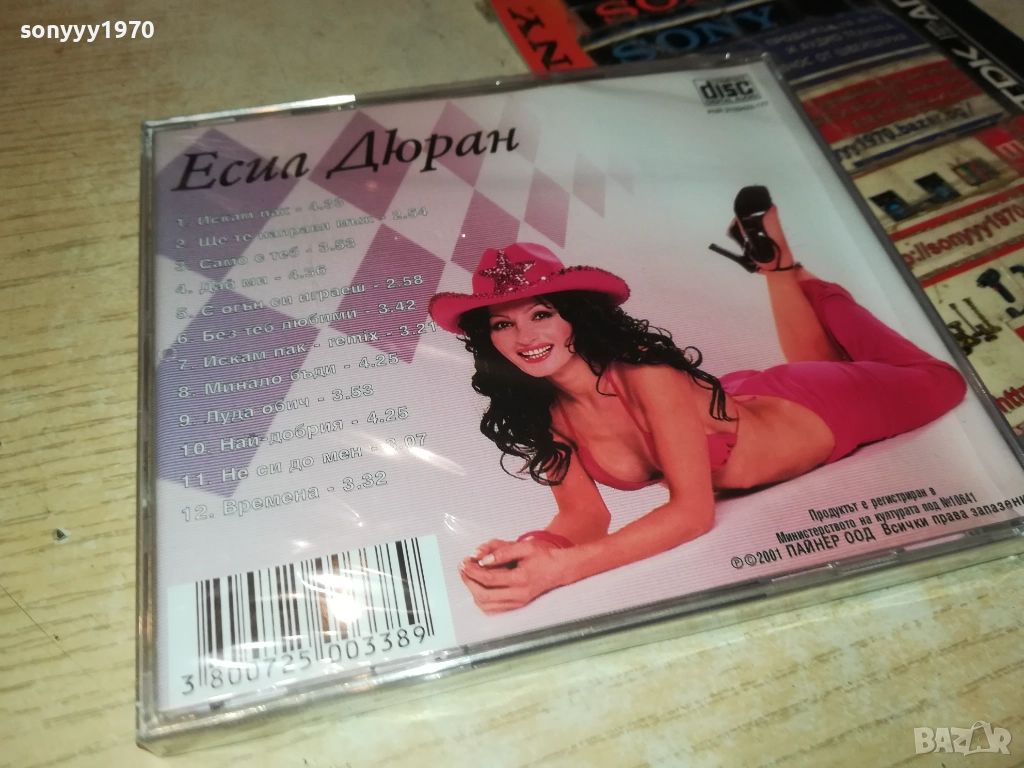 sonyyy1970
SONY
disc
Есил Дюран
1. Искам пак - 4.23
2. Ще те направя мъж - 2.54
3. Само с теб - 3.53
4. Дай ми - 4.36
5. С огън си играеш - 2.58
6. Без теб любими - 3.42
7. Искам пак - remix - 3.21
8. Минало бъди - 4.25
9. Луда обич - 3.53
10. Най-добрия - 4.25
11. Не си до мен - 3.07
12. Времена - 3.32
Продуктът е регистриран в
Министерството на културата под №10641
℗©2001 ПАЙНЕР ООД Всички права запазени
3 800725 003389
BAZAR